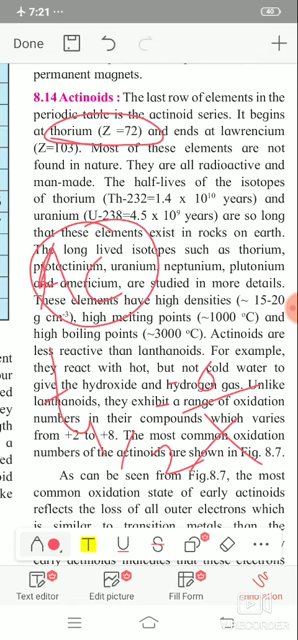 7:21
40
Done
permanent magnets.
8.14 Actinoids : The last row of elements in the
periodic table is the actinoid series. It begins
at thorium (Z =72) and ends at lawrencium
(Z=103). Most of these elements are not
found in nature. They are all radioactive and
man-made. The half-lives of the isotopes
of thorium (Th-232=1.4 x 10¹⁰ years) and
uranium (U-238=4.5 x 10⁹ years) are so long
that these elements exist in rocks on earth.
The long lived isotopes such as thorium,
protectinium, uranium, neptunium, plutonium
and americium, are studied in more details.
These elements have high densities (~ 15-20
g cm⁻³), high melting points (~1000 °C) and
high boiling points (~3000 °C). Actinoids are
less reactive than lanthanoids. For example,
they react with hot, but not cold water to
give the hydroxide and hydrogen gas. Unlike
lanthanoids, they exhibit a range of oxidation
numbers in their compounds which varies
from +2 to +8. The most common oxidation
numbers of the actinoids are shown in Fig. 8.7.
As can be seen from Fig.8.7, the most
common oxidation state of early actinoids
reflects the loss of all outer electrons which
is similar to transition metals than the
early actinoids indicates that these electrons
Text editor
Edit picture
Fill Form
RECORDER